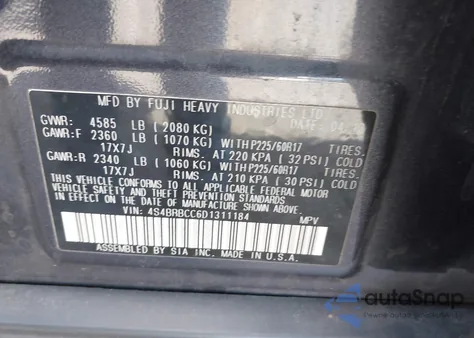 MFD BY FUJI HEAVY INDUSTRIES LTD.
GVWR: 4585 LB (2080 KG) DATE
GAWR:F 2360 LB (1070 KG) WITH P225/60R17 TIRES.
17X7J RIMS. AT 220 KPA (32 PSI) COLD
GAWR:R 2340 LB (1060 KG) WITH P225/60R17 TIRES.
17X7J RIMS. AT 210 KPA (30 PSI) COLD
THIS VEHICLE CONFORMS TO ALL APPLICABLE FEDERAL MOTOR
VEHICLE SAFETY AND THEFT PREVENTION STANDARDS
IN EFFECT ON THE DATE OF MANUFACTURE SHOWN ABOVE.
VIN: 4S4BRBCC6D1311184 MPV
ASSEMBLED BY SIA INC. MADE IN U.S.A.
autoSnap